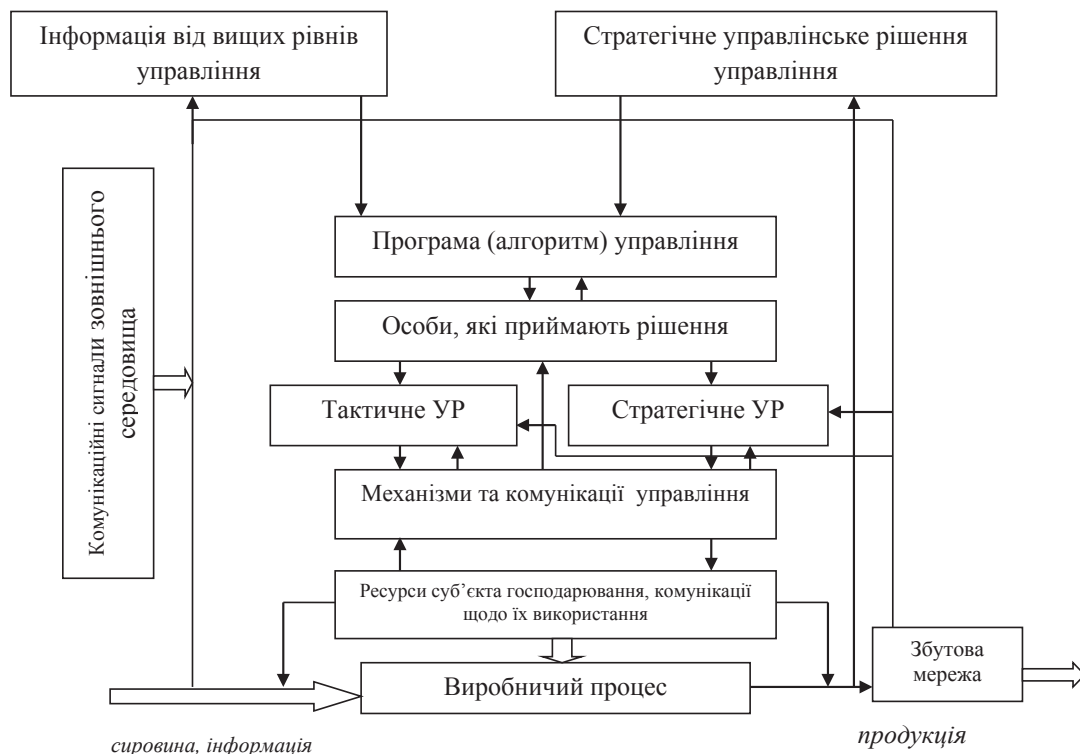 Інформація від вищих рівнів
управління
Стратегічне управлінське рішення
управління
Комунікаційні сигнали зовнішнього
середовища
Програма (алгоритм) управління
Особи, які приймають рішення
Тактичне УР
Стратегічне УР
Механізми та комунікації управління
Ресурси суб’єкта господарювання, комунікації
щодо їх використання
Виробничий процес
Збутова
мережа
сировина, інформація
продукція